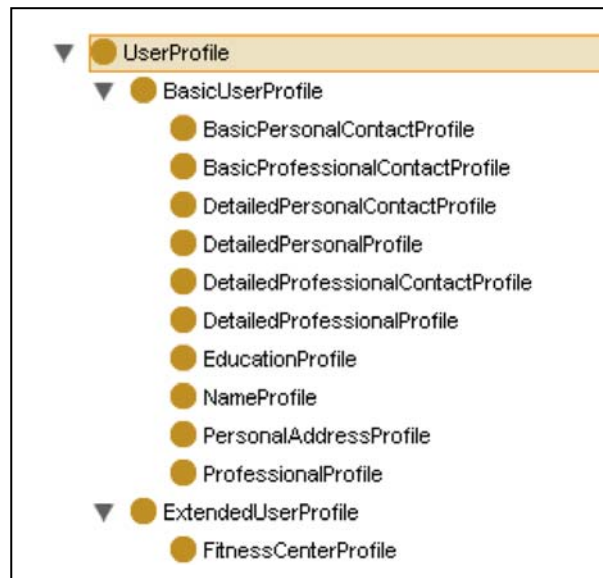 UserProfile
BasicUserProfile
BasicPersonalContactProfile
BasicProfessionalContactProfile
DetailedPersonalContactProfile
DetailedPersonalProfile
DetailedProfessionalContactProfile
DetailedProfessionalProfile
EducationProfile
NameProfile
PersonalAddressProfile
ProfessionalProfile
ExtendedUserProfile
FitnessCenterProfile